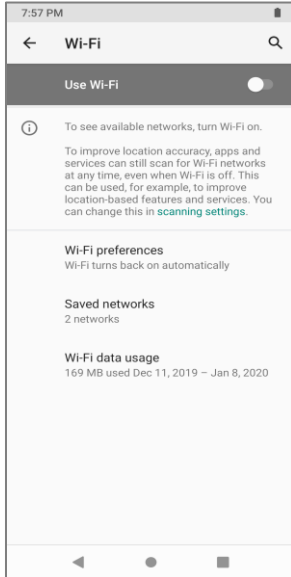 7:57 PM
Wi-Fi
Use Wi-Fi
To see available networks, turn Wi-Fi on.
To improve location accuracy, apps and
services can still scan for Wi-Fi networks
at any time, even when Wi-Fi is off. This
can be used, for example, to improve
location-based features and services. You
can change this in scanning settings.
Wi-Fi preferences
Wi-Fi turns back on automatically
Saved networks
2 networks
Wi-Fi data usage
169 MB used Dec 11, 2019 – Jan 8, 2020